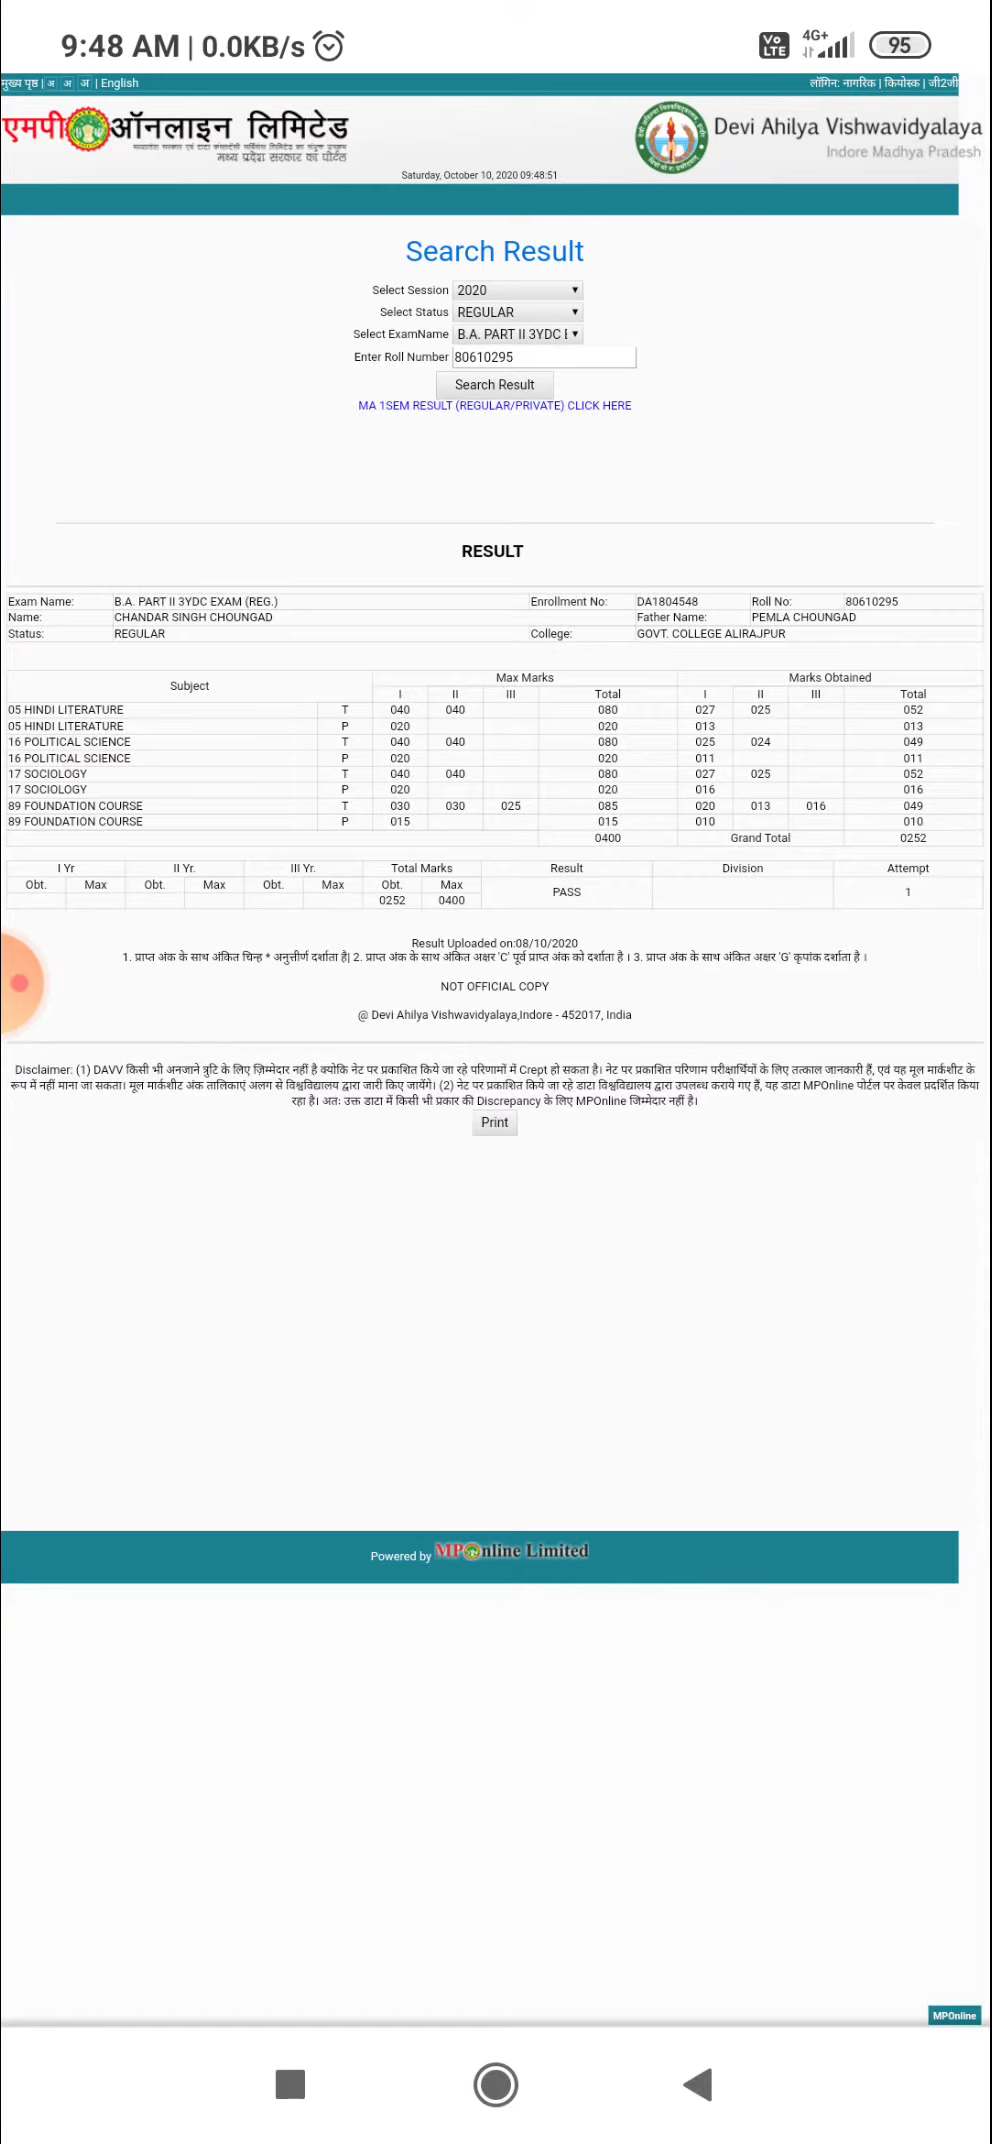 9:48 AM | 0.0KB/s
Vo LTE 4G+ 95
मुख्य पृष्ठ | अ अ अ | English लॉगिन: नागरिक | कियोस्क | जी2जी
एमपी ऑनलाइन लिमिटेड
मध्य प्रदेश सरकार का पोर्टल
Devi Ahilya Vishwavidyalaya
Indore Madhya Pradesh
Saturday, October 10, 2020 09:48:51
Search Result
Select Session 2020
Select Status REGULAR
Select ExamName B.A. PART II 3YDC E
Enter Roll Number 80610295
Search Result
MA 1SEM RESULT (REGULAR/PRIVATE) CLICK HERE
RESULT
Exam Name: B.A. PART II 3YDC EXAM (REG.) Enrollment No: DA1804548 Roll No: 80610295
Name: CHANDAR SINGH CHOUNGAD Father Name: PEMLA CHOUNGAD
Status: REGULAR College: GOVT. COLLEGE ALIRAJPUR
Subject Max Marks Marks Obtained
I II III Total I II III Total
05 HINDI LITERATURE T 040 040 080 027 025 052
05 HINDI LITERATURE P 020 020 013 013
16 POLITICAL SCIENCE T 040 040 080 025 024 049
16 POLITICAL SCIENCE P 020 020 011 011
17 SOCIOLOGY T 040 040 080 027 025 052
17 SOCIOLOGY P 020 020 016 016
89 FOUNDATION COURSE T 030 030 025 085 020 013 016 049
89 FOUNDATION COURSE P 015 015 010 010
0400 Grand Total 0252
I Yr II Yr. III Yr. Total Marks Result Division Attempt
Obt. Max Obt. Max Obt. Max Obt. Max
0252 0400 PASS 1
Result Uploaded on:08/10/2020
1. प्राप्त अंक के साथ अंकित चिन्ह * अनुत्तीर्ण दर्शाता है| 2. प्राप्त अंक के साथ अंकित अक्षर 'C' पूर्व प्राप्त अंक को दर्शाता है । 3. प्राप्त अंक के साथ अंकित अक्षर 'G' कृपांक दर्शाता है ।
NOT OFFICIAL COPY
@ Devi Ahilya Vishwavidyalaya,Indore - 452017, India
Disclaimer: (1) DAVV किसी भी अनजाने त्रुटि के लिए ज़िम्मेदार नहीं है क्योकि नेट पर प्रकाशित किये जा रहे परिणामों में Crept हो सकता है। नेट पर प्रकाशित परिणाम परीक्षार्थियों के लिए तत्काल जानकारी हैं, एवं यह मूल मार्कशीट के
रूप में नहीं माना जा सकता। मूल मार्कशीट अंक तालिकाएं अलग से विश्वविद्यालय द्वारा जारी किए जायेंगे। (2) नेट पर प्रकाशित किये जा रहे डाटा विश्वविद्यालय द्वारा उपलब्ध कराये गए हैं, यह डाटा MPOnline पोर्टल पर केवल प्रदर्शित किया
रहा है। अतः उक्त डाटा में किसी भी प्रकार की Discrepancy के लिए MPOnline जिम्मेदार नहीं है।
Print
Powered by MPOnline Limited
MPOnline